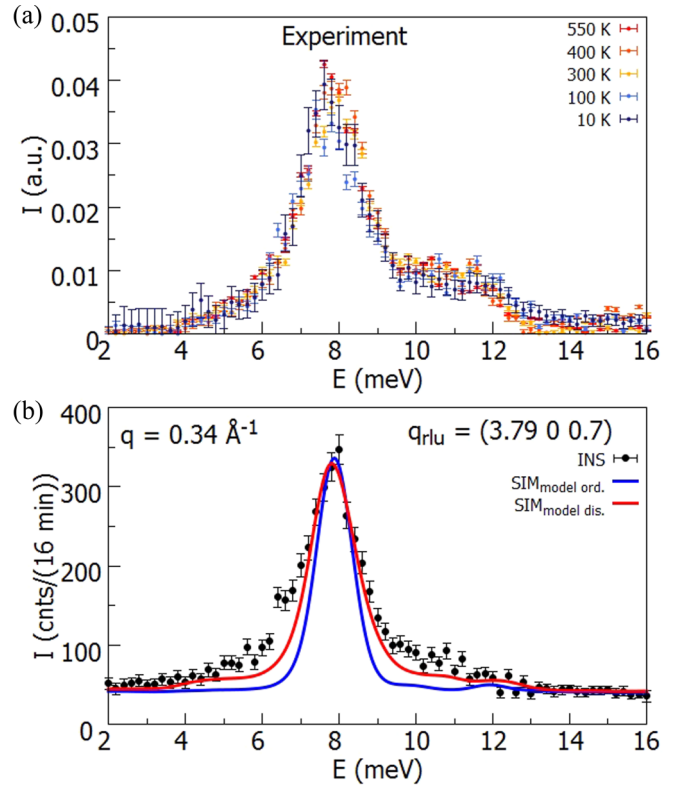 (a)
Experiment
550 K
400 K
300 K
100 K
10 K
I (a.u.)
0.05
0.04
0.03
0.02
0.01
0
2 4 6 8 10 12 14 16
E (meV)
(b)
q = 0.34 Å⁻¹
q_rlu = (3.79 0 0.7)
INS
SIM_model ord.
SIM_model dis.
I (cnts/(16 min))
400
300
200
100
0
2 4 6 8 10 12 14 16
E (meV)